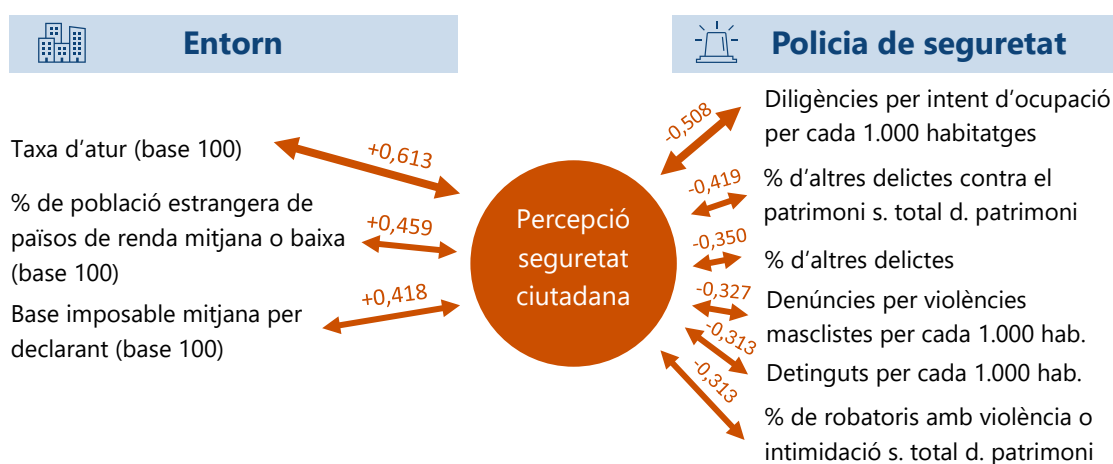 Entorn
Taxa d'atur (base 100)
+0,613
% de població estrangera de
països de renda mitjana o baixa
(base 100)
+0,459
Base imposable mitjana per
declarant (base 100)
+0,418
Percepció
seguretat
ciutadana
Policia de seguretat
-0,508
Diligències per intent d'ocupació
per cada 1.000 habitatges
-0,419
% d'altres delictes contra el
patrimoni s. total d. patrimoni
-0,350
% d'altres delictes
-0,327
Denúncies per violències
masclistes per cada 1.000 hab.
-0,313
Detinguts per cada 1.000 hab.
-0,313
% de robatoris amb violència o
intimidació s. total d. patrimoni